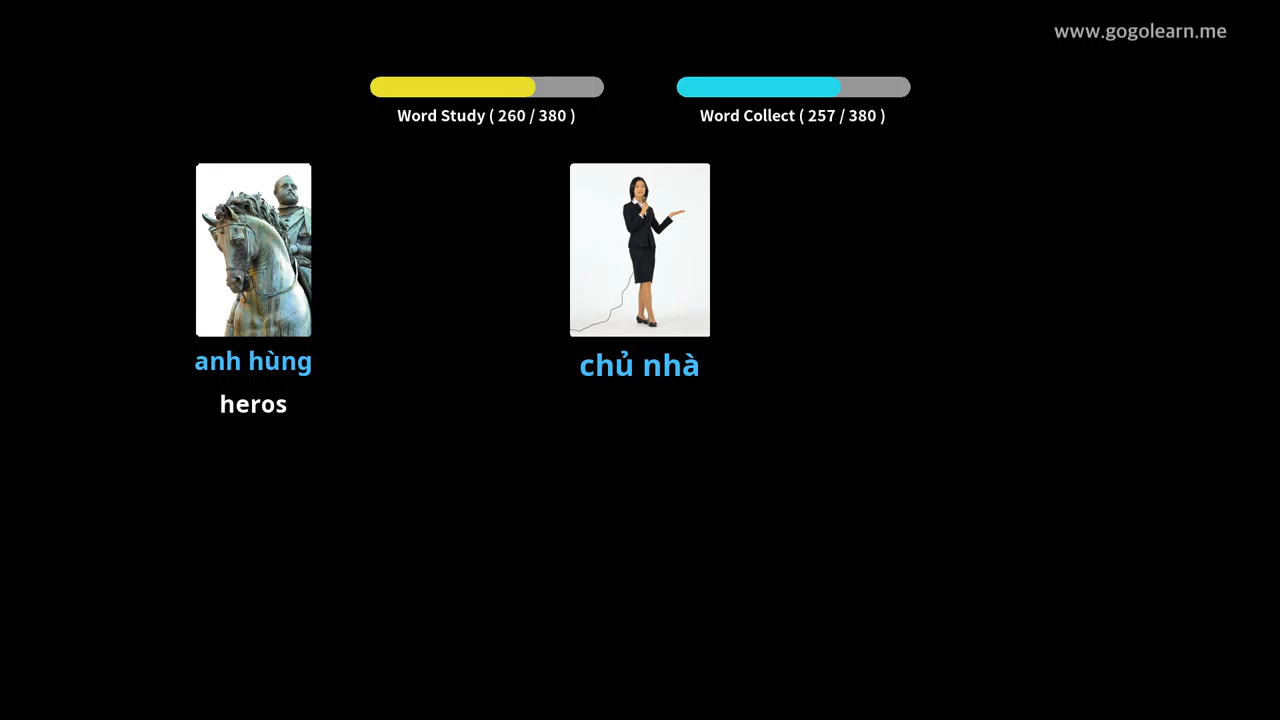 www.gogolearn.me
Word Study ( 260 / 380 )
Word Collect ( 257 / 380 )
anh hùng
heros
chủ nhà